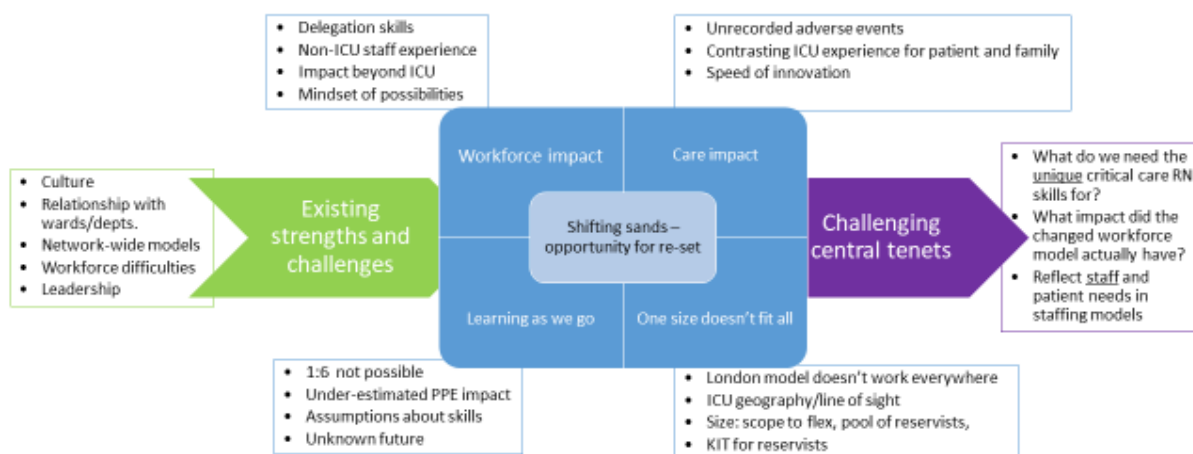 • Delegation skills
• Non-ICU staff experience
• Impact beyond ICU
• Mindset of possibilities
• Unrecorded adverse events
• Contrasting ICU experience for patient and family
• Speed of innovation
• Culture
• Relationship with
wards/depts.
• Network-wide models
• Workforce difficulties
• Leadership
Existing
strengths and
challenges
Workforce impact
Care impact
Shifting sands –
opportunity for re-set
Learning as we go
One size doesn't fit all
Challenging
central tenets
• What do we need the
unique critical care RN
skills for?
• What impact did the
changed workforce
model actually have?
• Reflect staff and
patient needs in
staffing models
• 1:6 not possible
• Under-estimated PPE impact
• Assumptions about skills
• Unknown future
• London model doesn't work everywhere
• ICU geography/line of sight
• Size: scope to flex, pool of reservists,
• KIT for reservists